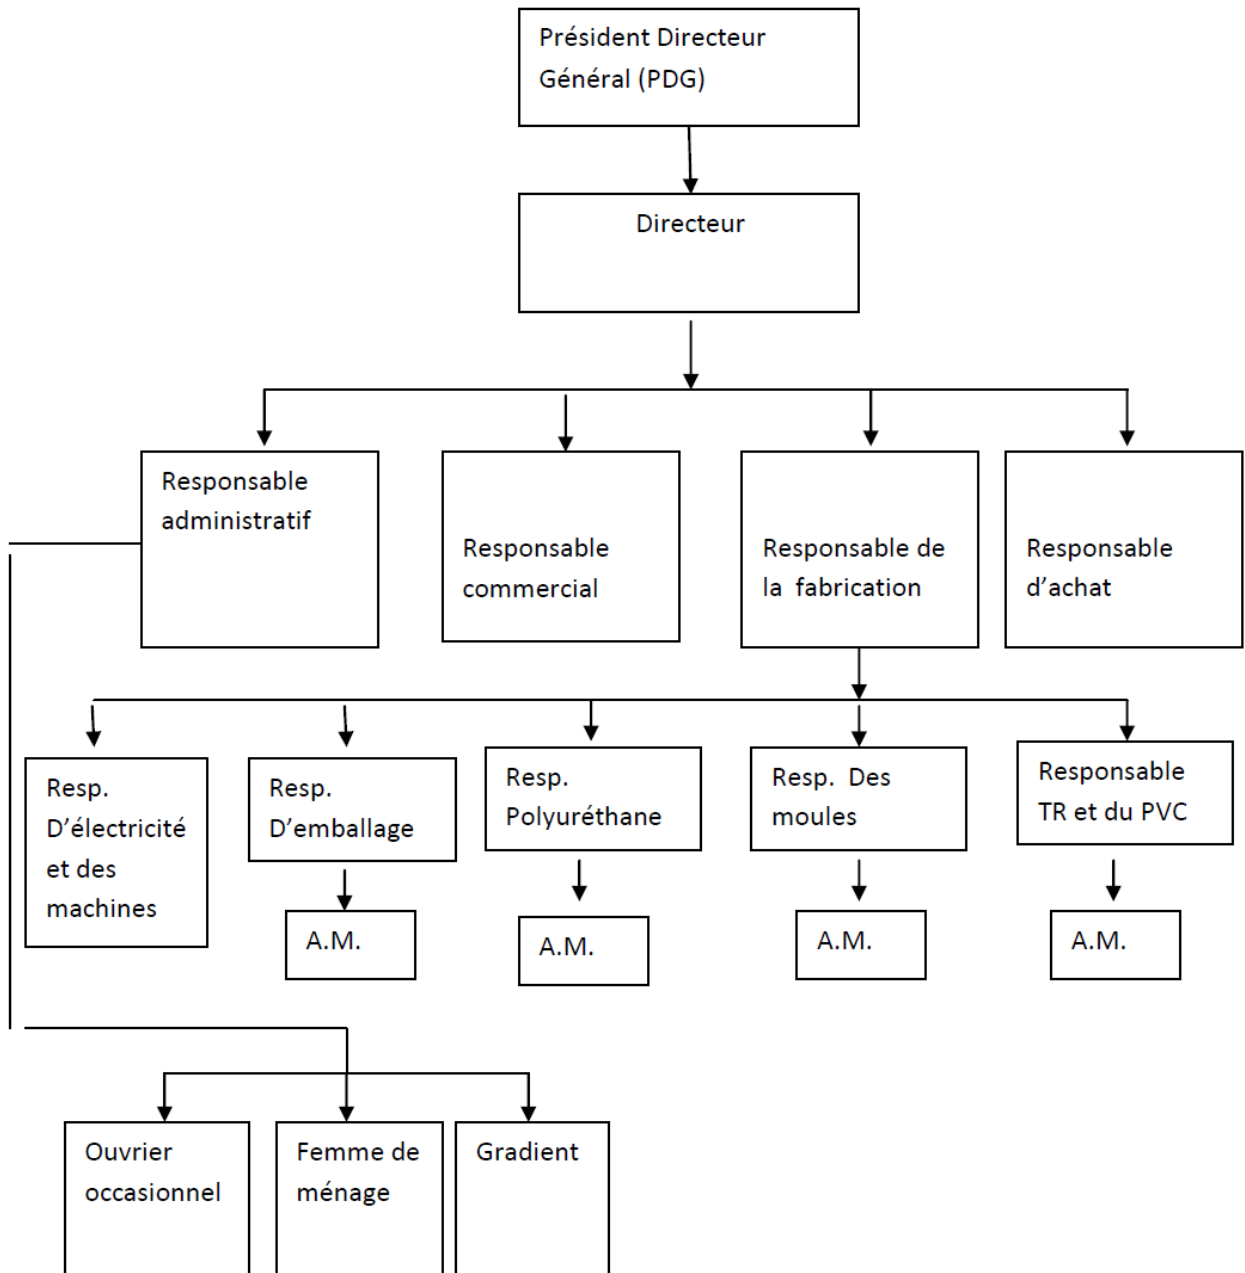 Président Directeur
Général (PDG)
Directeur
Responsable
administratif
Responsable
commercial
Responsable de
la fabrication
Responsable
d’achat
Resp.
D’électricité
et des
machines
Resp.
D’emballage
Resp.
Polyuréthane
Resp. Des
moules
Responsable
TR et du PVC
A.M.
A.M.
A.M.
A.M.
Ouvrier
occasionnel
Femme de
ménage
Gradient